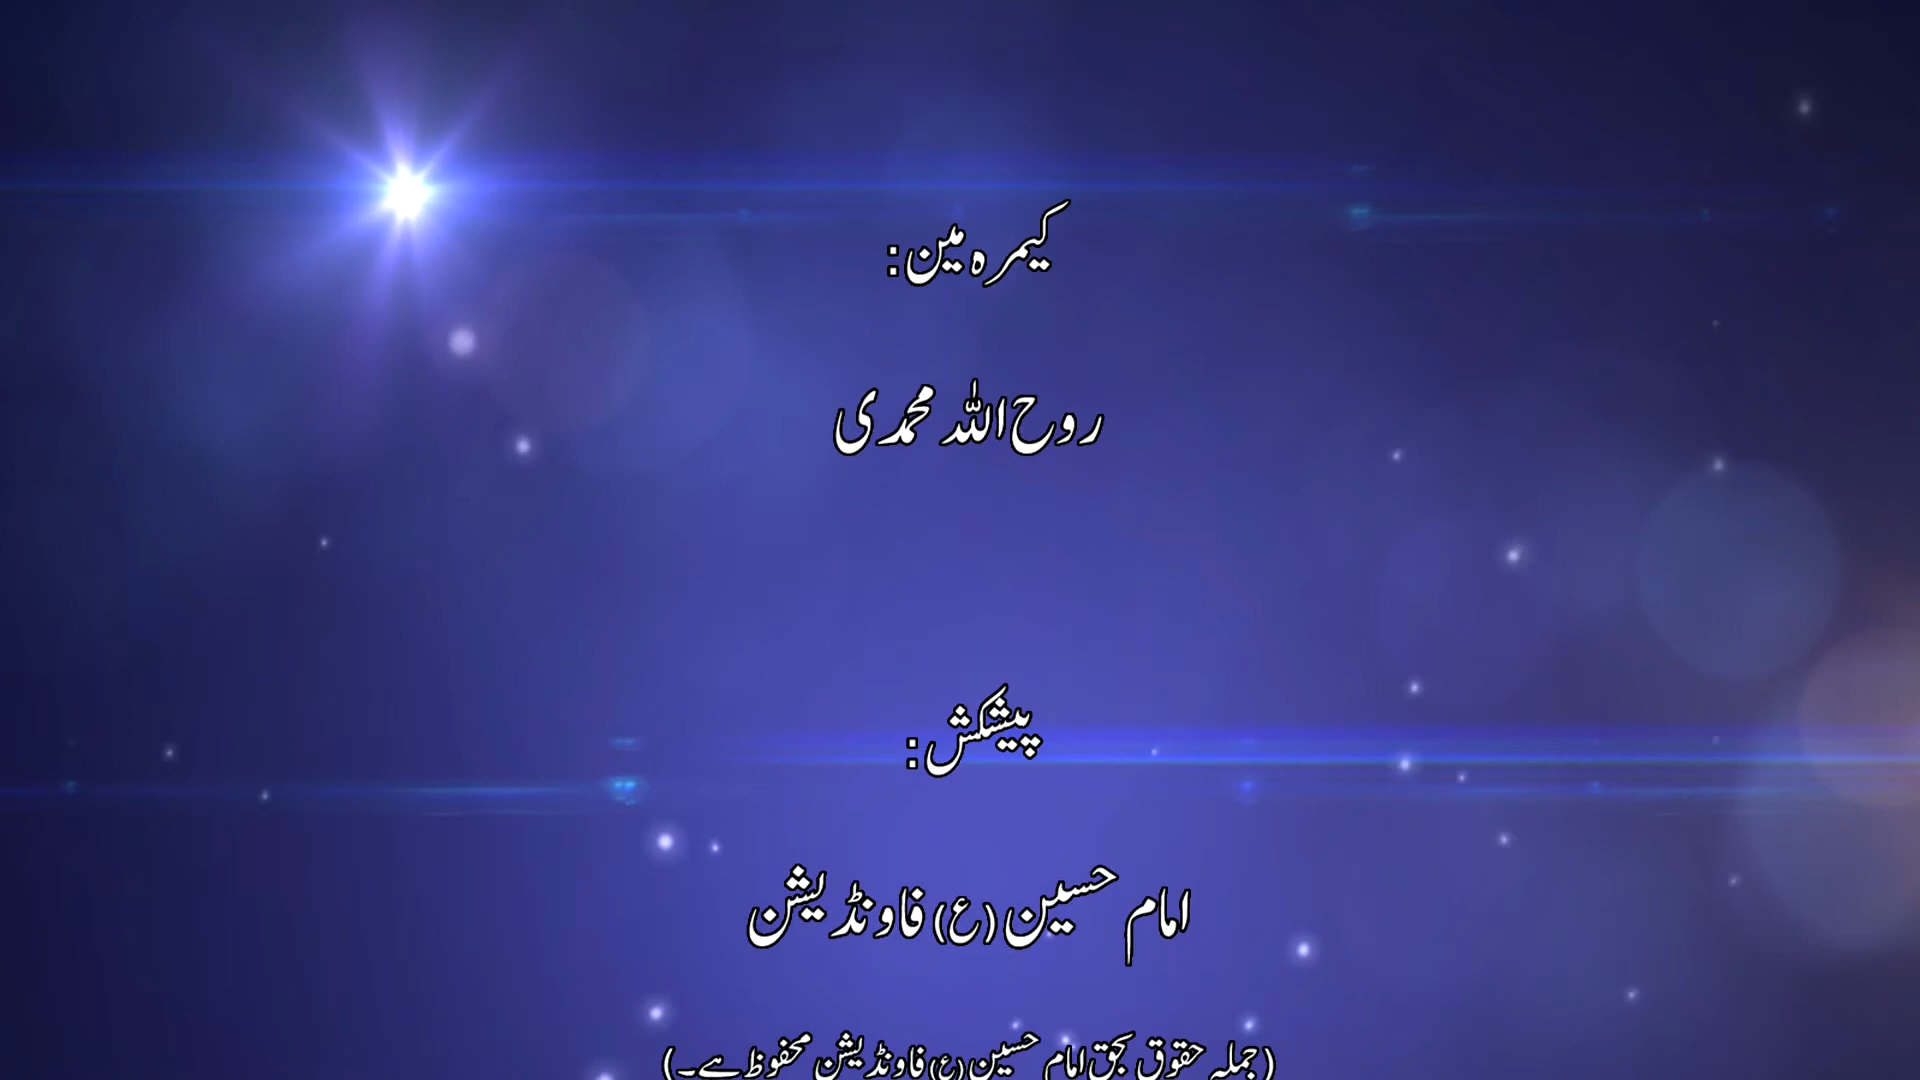 کیمرہ مین:
روح اللہ محمدی
پیشکش:
امام حسین (ع) فاونڈیشن
(جملہ حقوق بحق امام حسین (ع) فاونڈیشن محفوظ ہے۔)